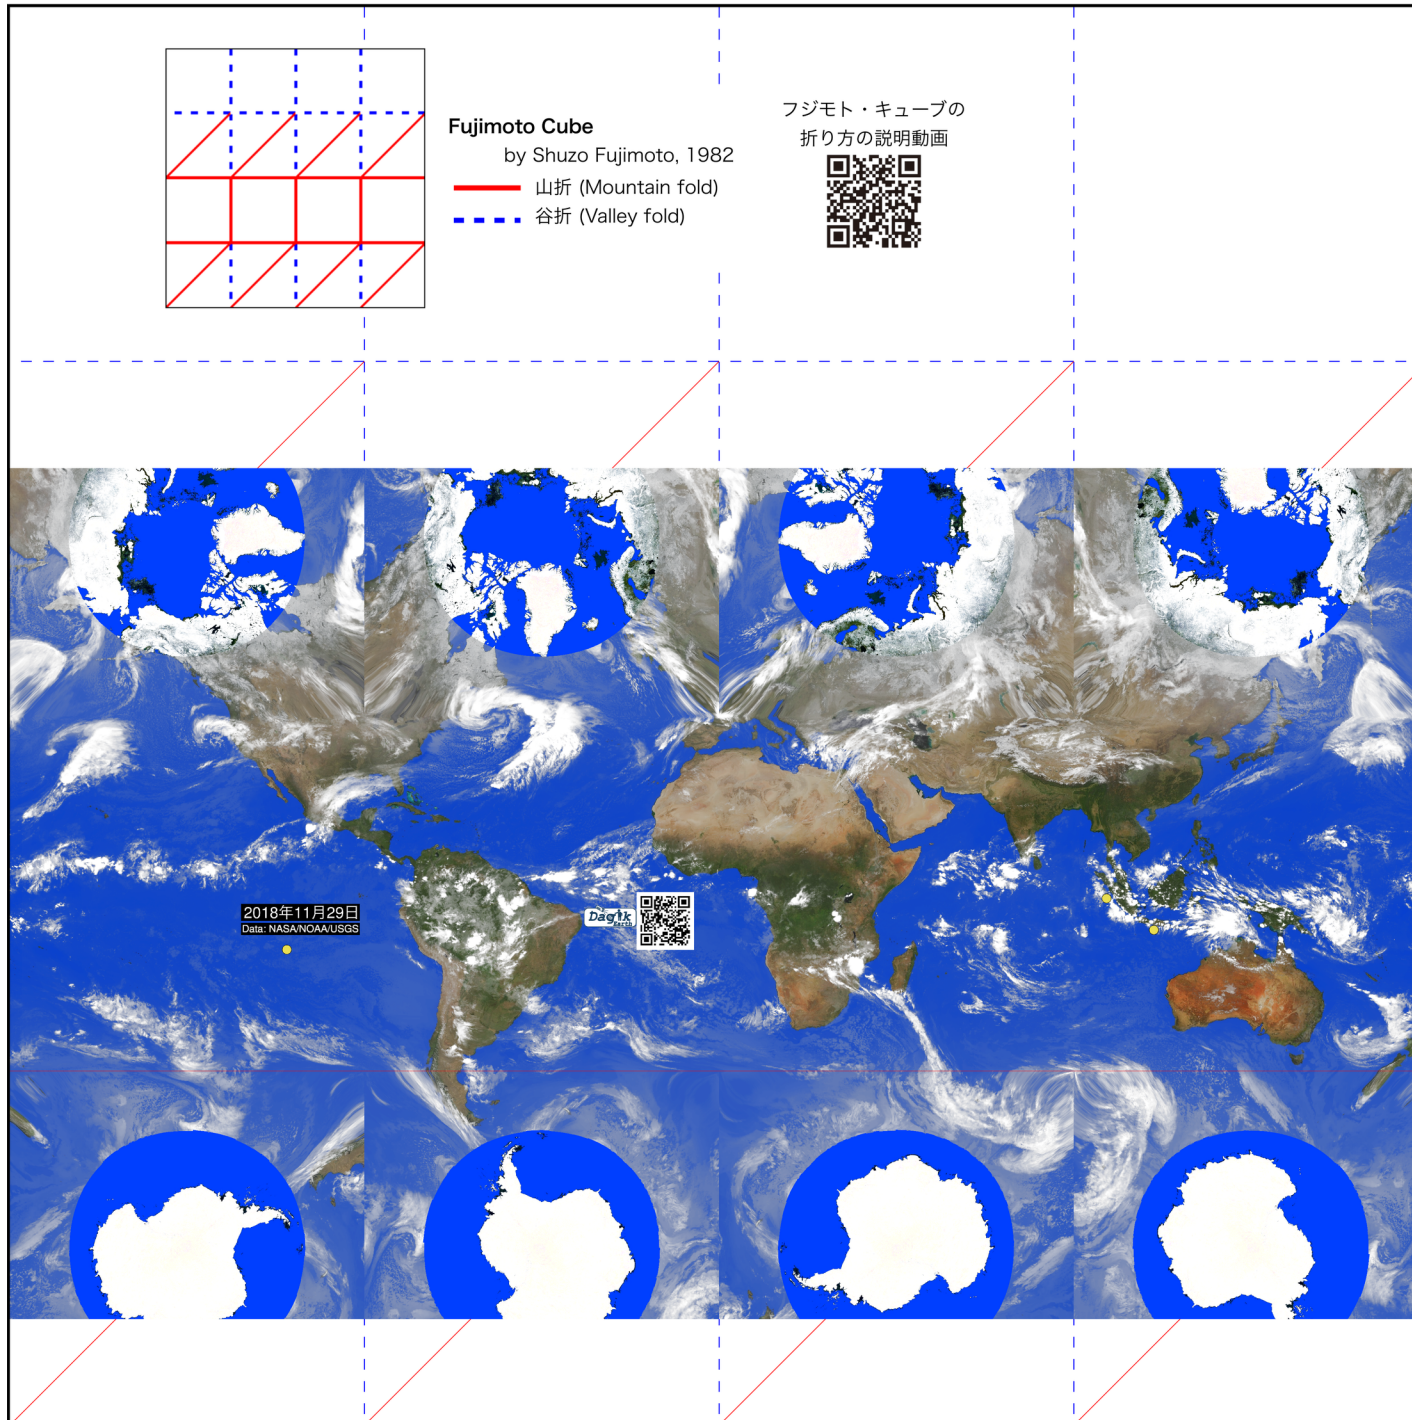 Fujimoto Cube
by Shuzo Fujimoto, 1982
山折 (Mountain fold)
谷折 (Valley fold)
フジモト・キューブの
折り方の説明動画
2018年11月29日
Data: NASA/NOAA/USGS
Dagik
Earth